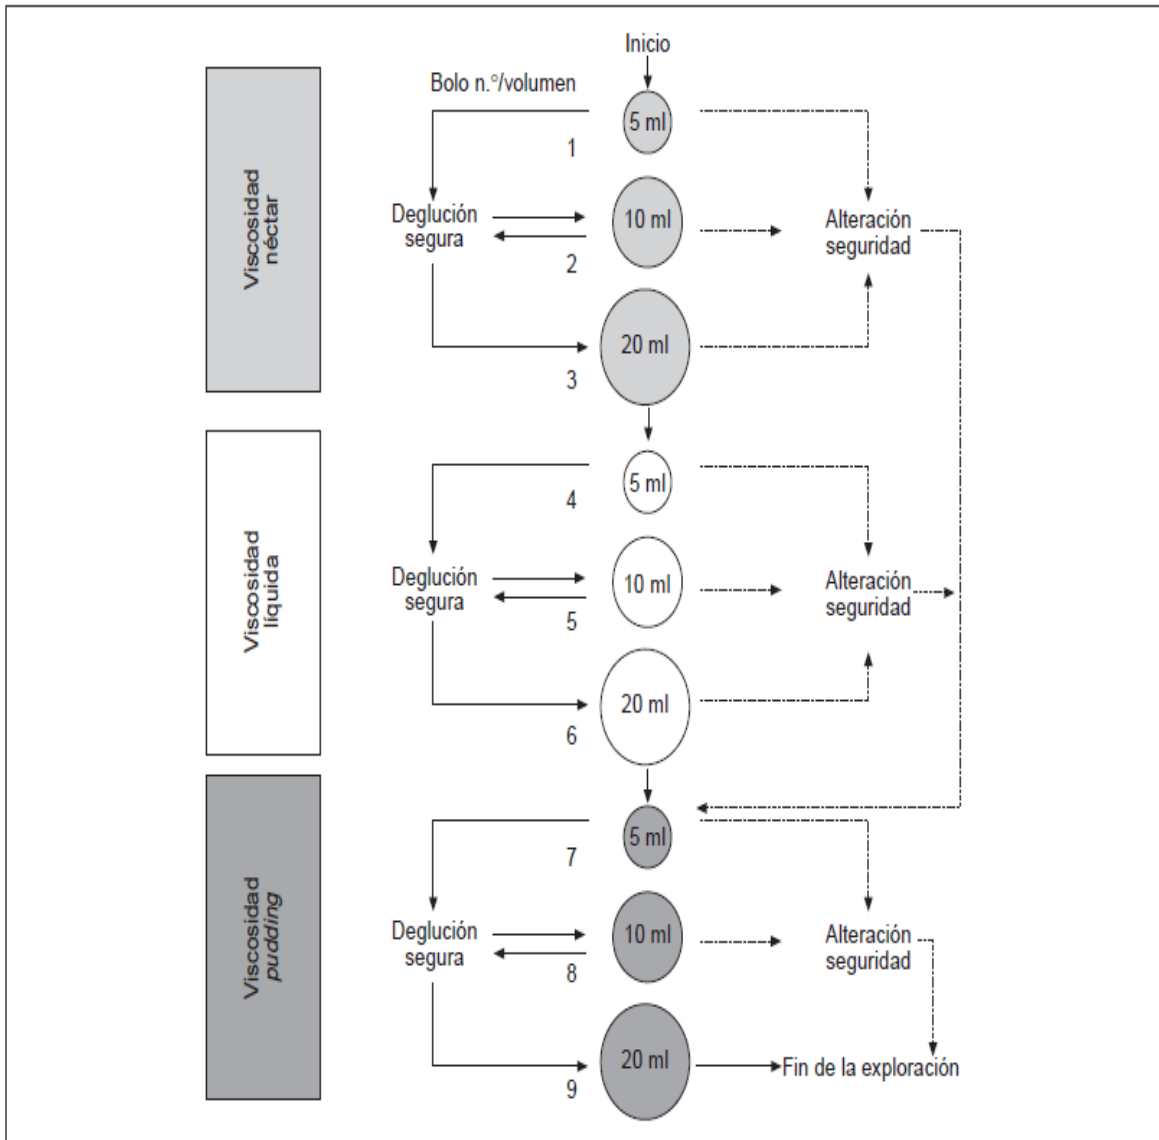 Inicio
Bolo n.°/volumen
5 ml
1
Viscosidad
néctar
Deglución
segura
10 ml
Alteración
seguridad
2
20 ml
3
5 ml
4
Viscosidad
líquida
Deglución
segura
10 ml
Alteración
seguridad
5
20 ml
6
5 ml
7
Viscosidad
pudding
Deglución
segura
10 ml
Alteración
seguridad
8
20 ml
Fin de la exploración
9